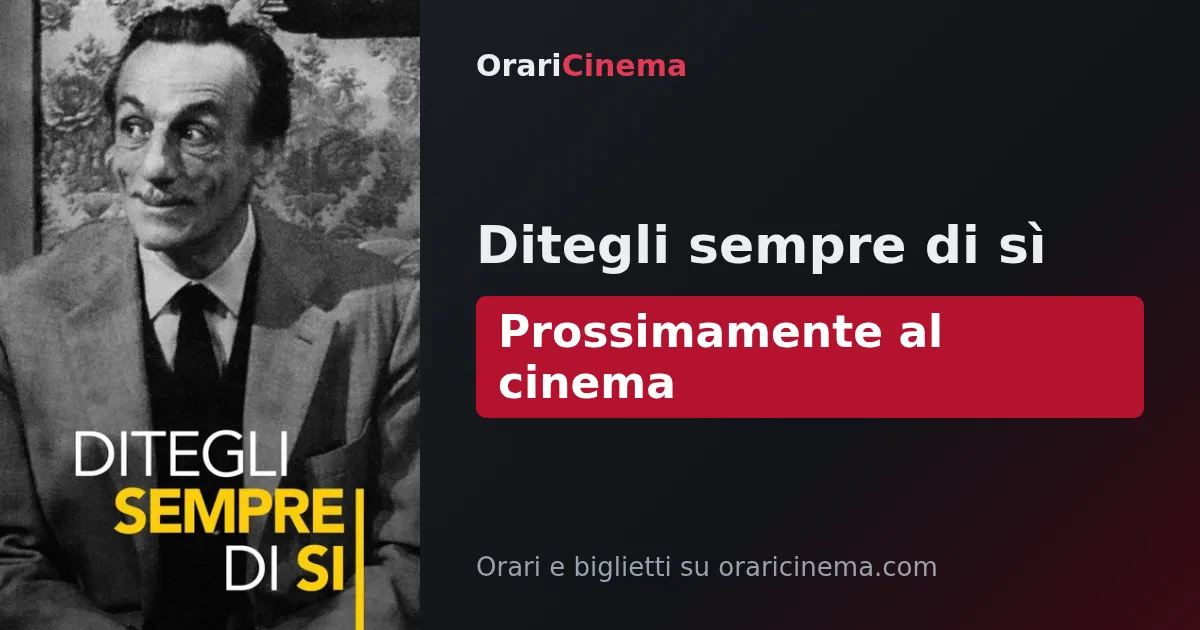 DITEGLI
SEMPRE
DI SI
OrariCinema
Ditegli sempre di sì
Prossimamente al
cinema
Orari e biglietti su oraricinema.com